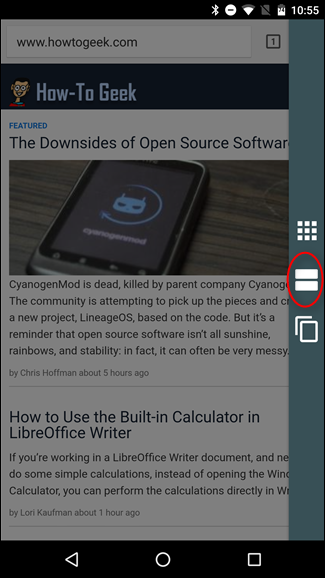 10:55
www.howtogeek.com
1
How-To Geek
FEATURED
The Downsides of Open Source Software
cyanogenmod
CyanogenMod is dead, killed by parent company Cyanoge
The community is attempting to pick up the pieces and cr
a new project, LineageOS, based on the code. But it's a
reminder that open source software isn't all sunshine,
rainbows, and stability: in fact, it can often be very messy.
by Chris Hoffman about 5 hours ago
How to Use the Built-in Calculator in
LibreOffice Writer
If you're working in a LibreOffice Writer document, and ne
do some simple calculations, instead of opening the Wind
Calculator, you can perform the calculations directly in Wr
by Lori Kaufman about 1 hour ago